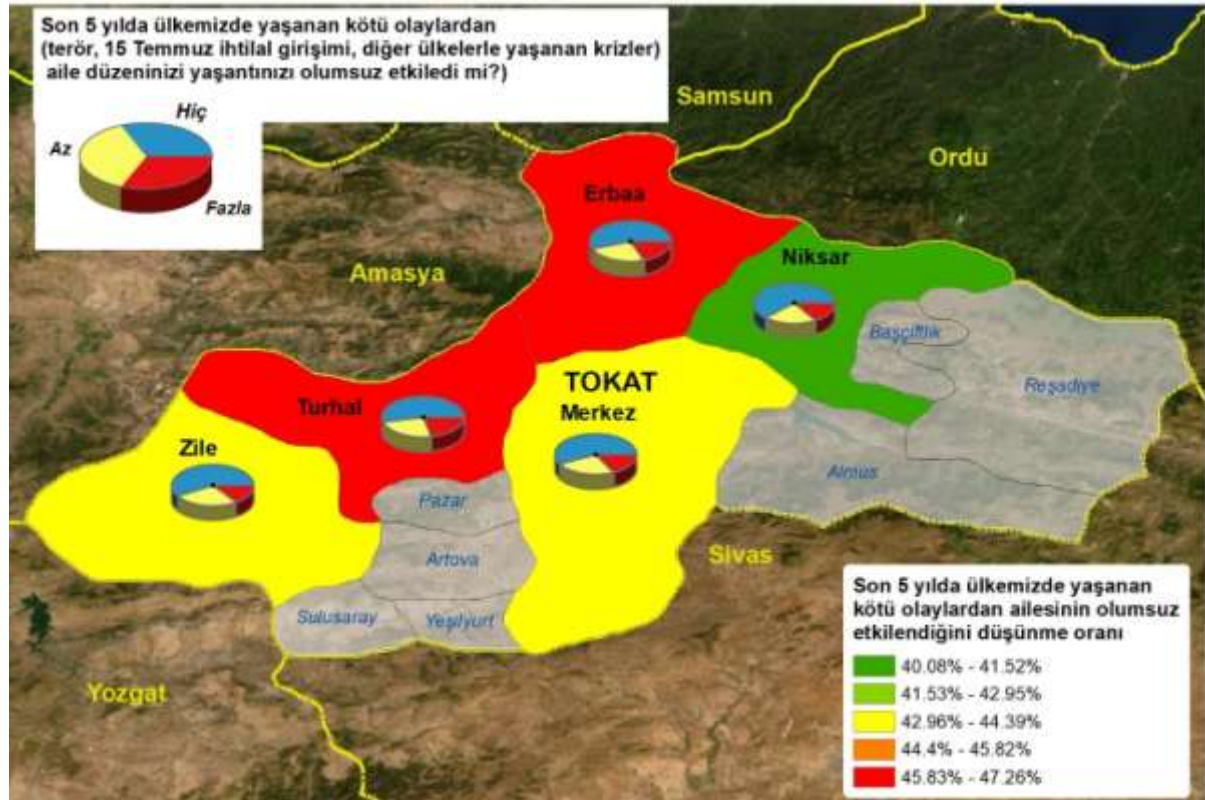 Son 5 yılda ülkemizde yaşanan kötü olaylardan
(terör, 15 Temmuz ihtilal girişimi, diğer ülkelerle yaşanan krizler)
aile düzeninizi yaşantınızı olumsuz etkiledi mi?)
Hiç
Az
Fazla
Samsun
Ordu
Erbaa
Amasya
Niksar
Başçiftlik
Reşadiye
TOKAT
Merkez
Turhal
Zile
Almus
Pazar
Artova
Sivas
Sulusaray
Yeşilyurt
Yozgat
Son 5 yılda ülkemizde yaşanan
kötü olaylardan ailesinin olumsuz
etkilendiğini düşünme oranı
40.08% - 41.52%
41.53% - 42.95%
42.96% - 44.39%
44.4% - 45.82%
45.83% - 47.26%